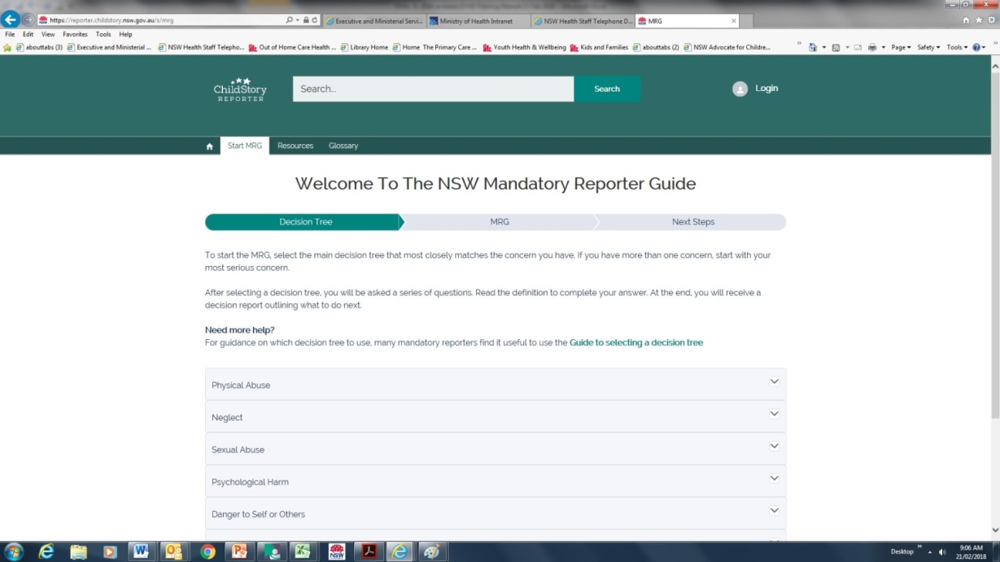 https://reporter.childstory.nsw.gov.au/s/mrg
Executive and Ministerial Servi...
Ministry of Health Intranet
NSW Health Staff Telephone D...
MRG
File Edit View Favorites Tools Help
abouttabs (3) Executive and Ministerial ... NSW Health Staff Telepho... Out of Home Care Health ... Library Home Home The Primary Care ... Youth Health & Wellbeing Kids and Families abouttabs (2) NSW Advocate for Childre...
Page Safety Tools
ChildStory
REPORTER
Search...
Search
Login
Start MRG Resources Glossary
Welcome To The NSW Mandatory Reporter Guide
Decision Tree MRG Next Steps
To start the MRG, select the main decision tree that most closely matches the concern you have. If you have more than one concern, start with your
most serious concern.
After selecting a decision tree, you will be asked a series of questions. Read the definition to complete your answer. At the end, you will receive a
decision report outlining what to do next.
Need more help?
For guidance on which decision tree to use, many mandatory reporters find it useful to use the Guide to selecting a decision tree
Physical Abuse
Neglect
Sexual Abuse
Psychological Harm
Danger to Self or Others
Desktop
9:06 AM
21/02/2018